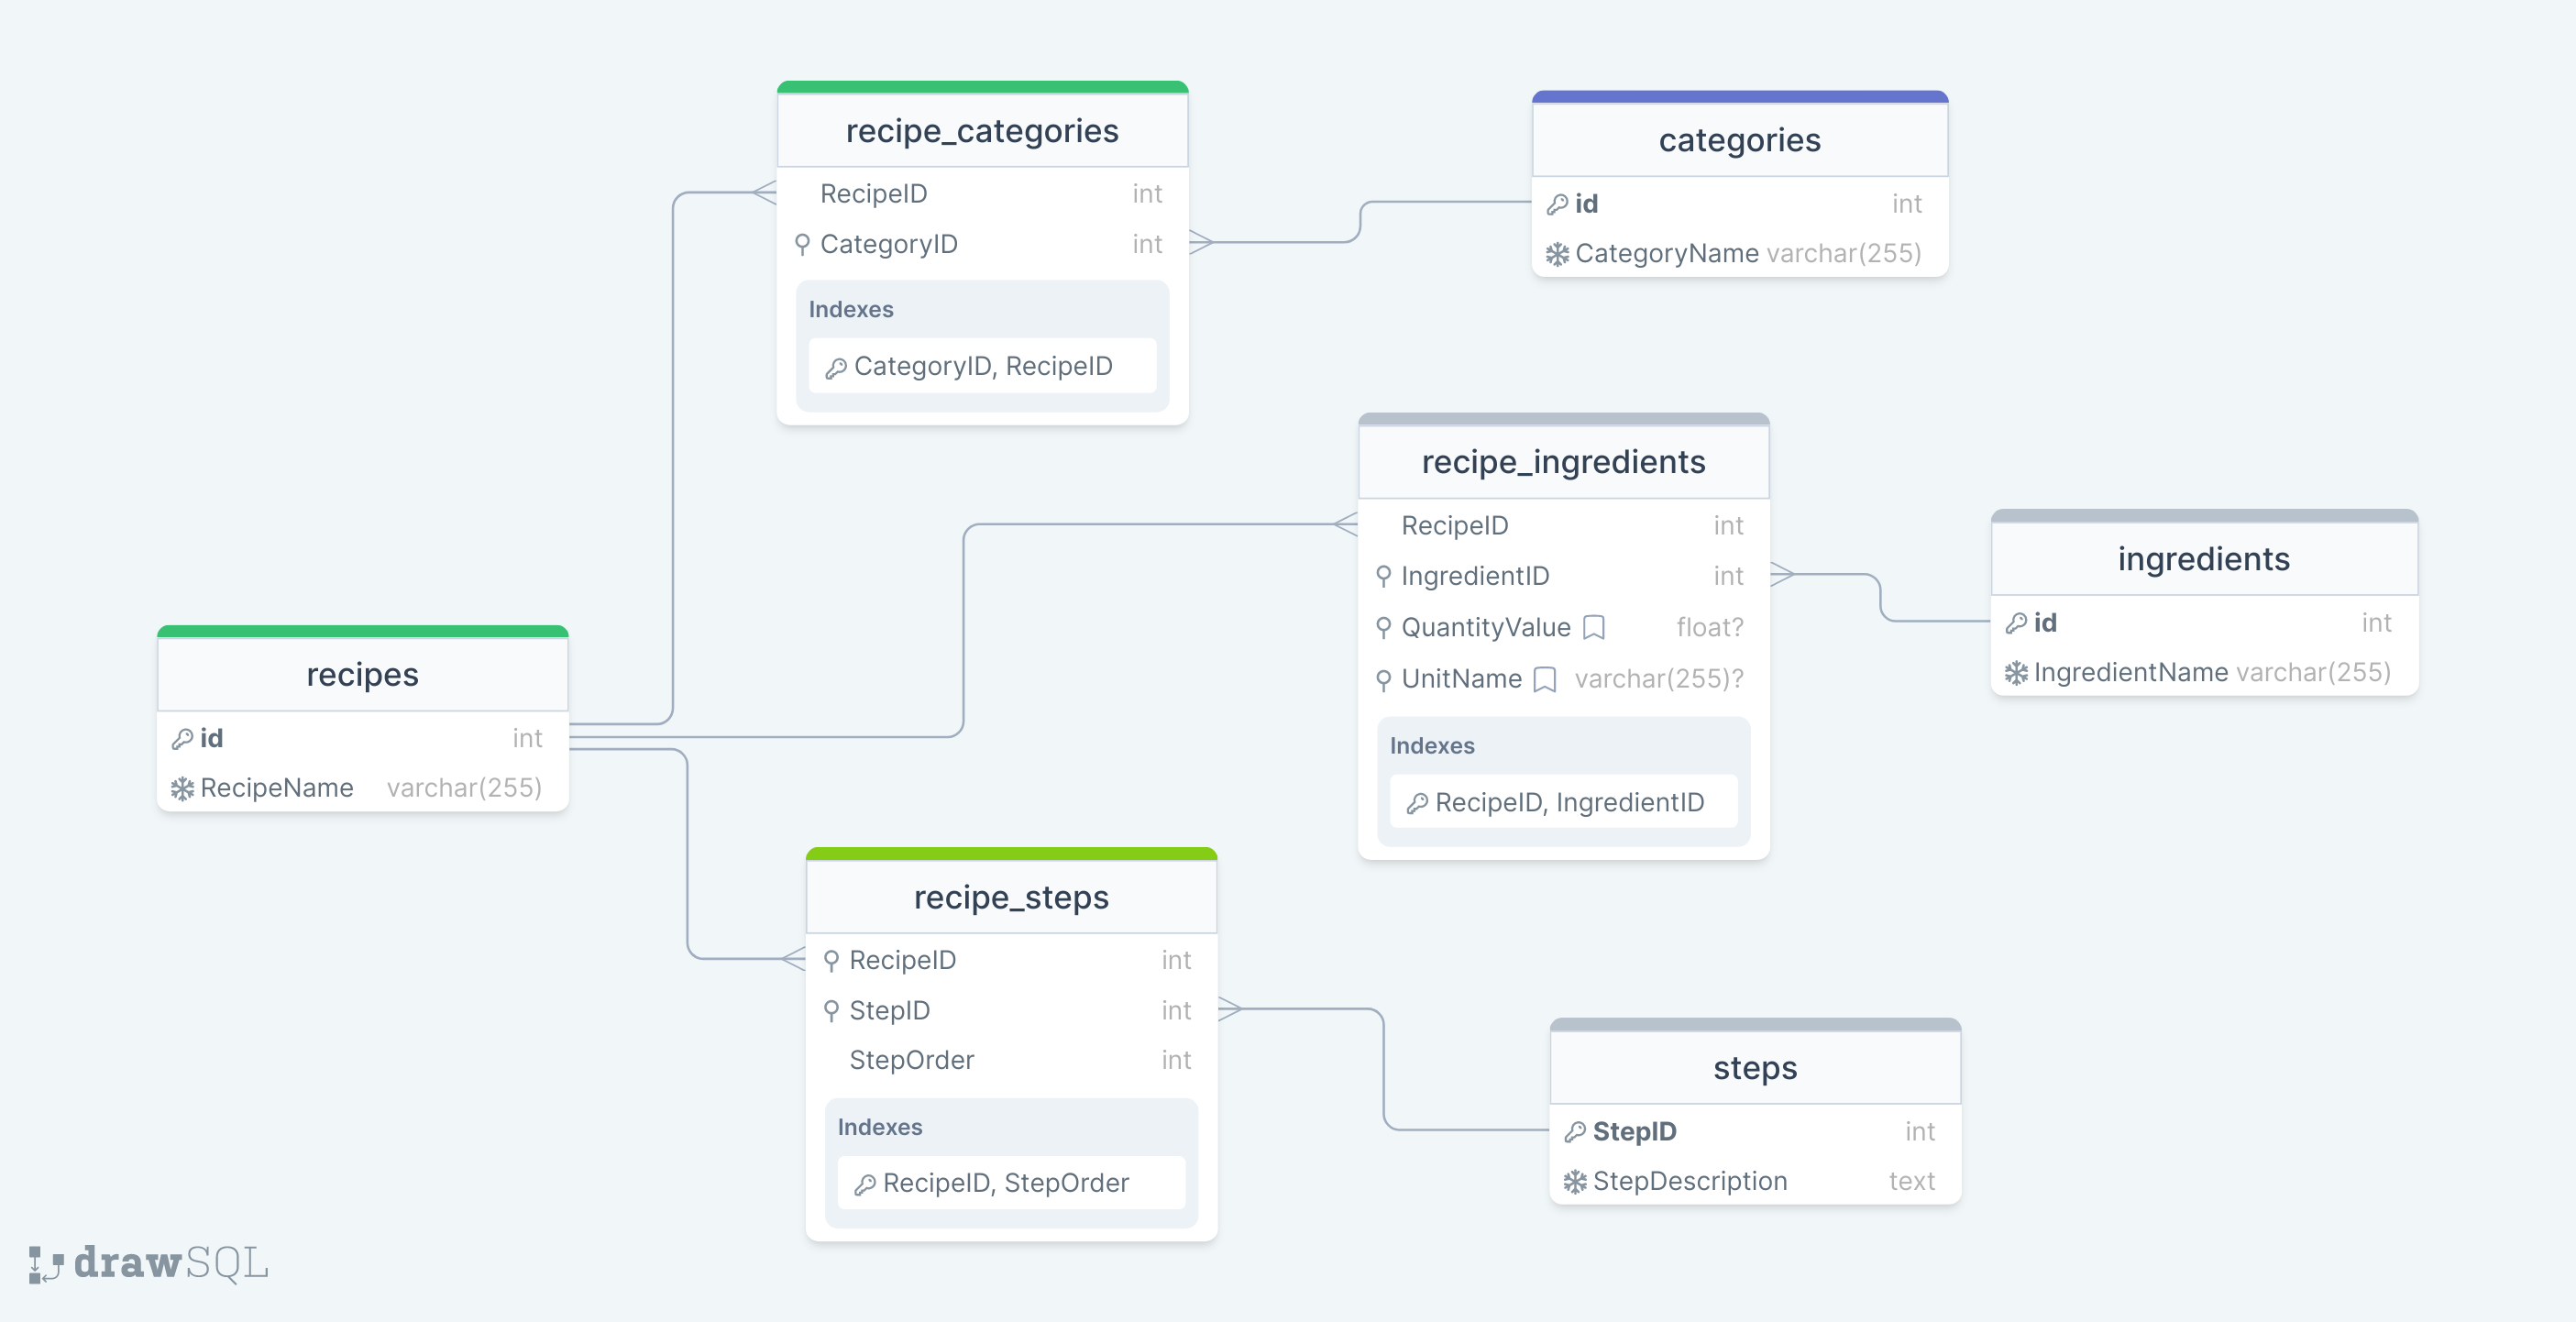 recipe_categories
RecipeID int
CategoryID int
Indexes
CategoryID, RecipeID
categories
id int
CategoryName varchar(255)
recipe_ingredients
RecipeID int
IngredientID int
QuantityValue float?
UnitName varchar(255)?
Indexes
RecipeID, IngredientID
ingredients
id int
IngredientName varchar(255)
recipes
id int
RecipeName varchar(255)
recipe_steps
RecipeID int
StepID int
StepOrder int
Indexes
RecipeID, StepOrder
steps
StepID int
StepDescription text
drawSQL